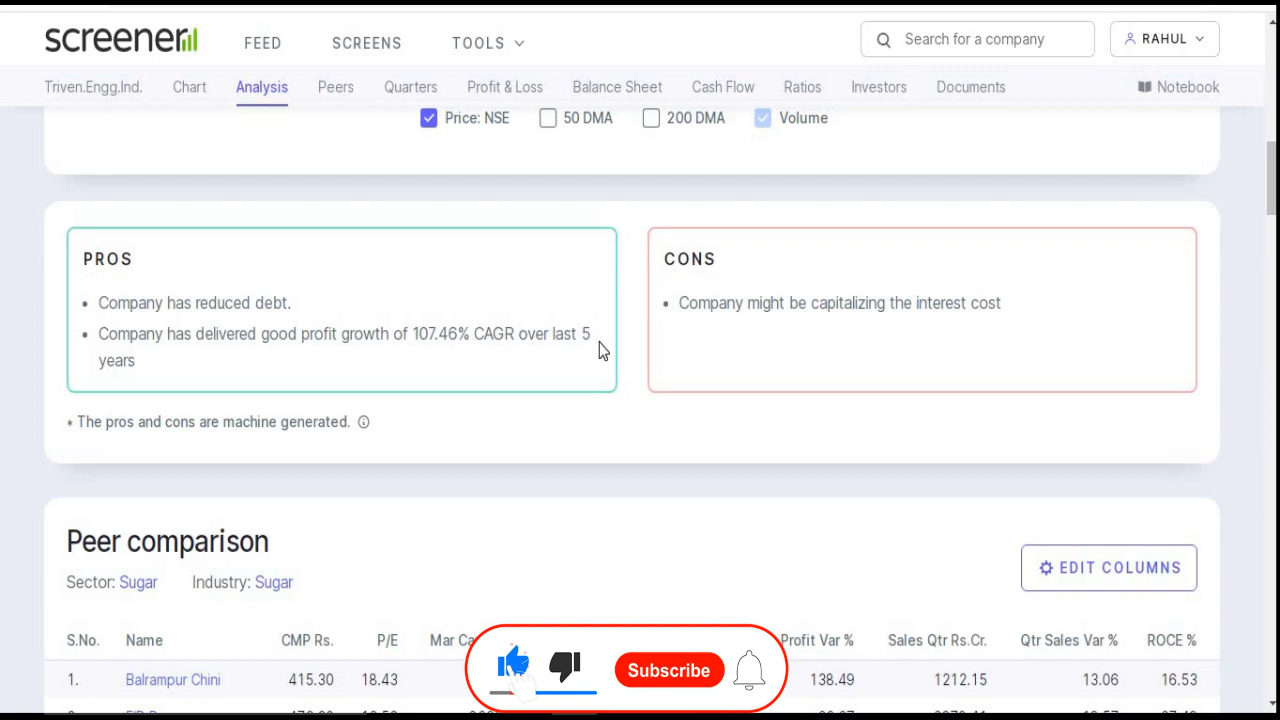 screener
FEED SCREENS TOOLS
Search for a company
RAHUL
Triven.Engg.Ind. Chart Analysis Peers Quarters Profit & Loss Balance Sheet Cash Flow Ratios Investors Documents Notebook
Price: NSE 50 DMA 200 DMA Volume
PROS
Company has reduced debt.
Company has delivered good profit growth of 107.46% CAGR over last 5
years
CONS
Company might be capitalizing the interest cost
* The pros and cons are machine generated.
Peer comparison
Sector: Sugar Industry: Sugar
EDIT COLUMNS
S.No. Name CMP Rs. P/E Mar Profit Var % Sales Qtr Rs.Cr. Qtr Sales Var % ROCE %
1. Balrampur Chini 415.30 18.43 138.49 1212.15 13.06 16.53
Subscribe